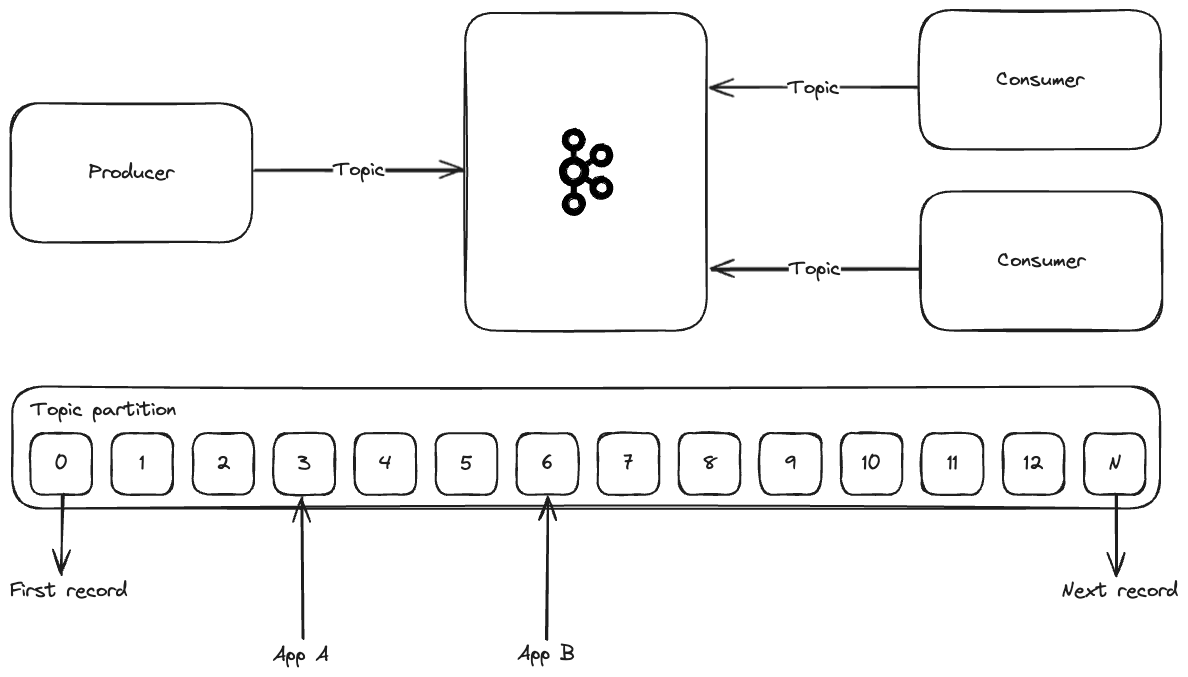 Consumer
Topic
Producer
Topic
Consumer
Topic
Topic partition
0 1 2 3 4 5 6 7 8 9 10 11 12 N
First record
Next record
App A
App B